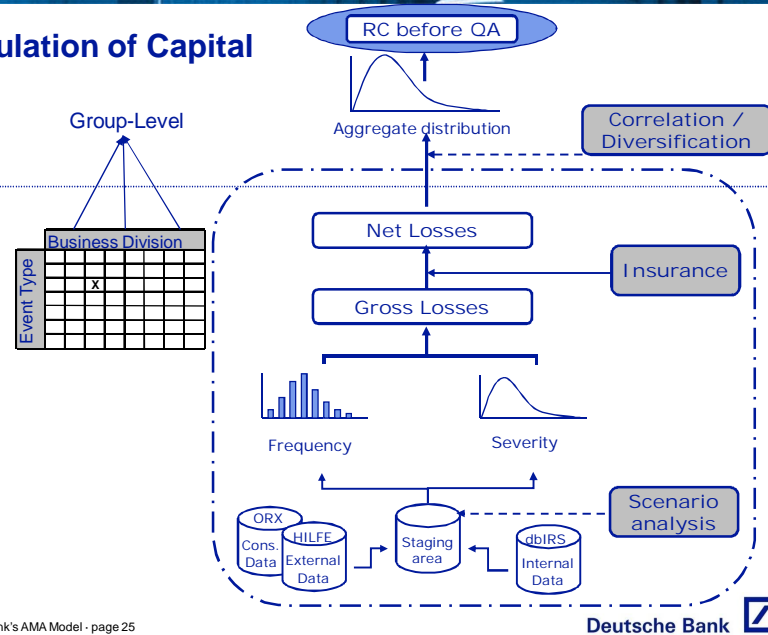 ulation of Capital
RC before QA
Aggregate distribution
Correlation /
Diversification
Group-Level
Business Division
Event Type
X
Net Losses
Insurance
Gross Losses
Frequency
Severity
Scenario
analysis
ORX
Cons.
Data
HILFE
External
Data
Staging
area
dbIRS
Internal
Data
nk's AMA Model - page 25
Deutsche Bank